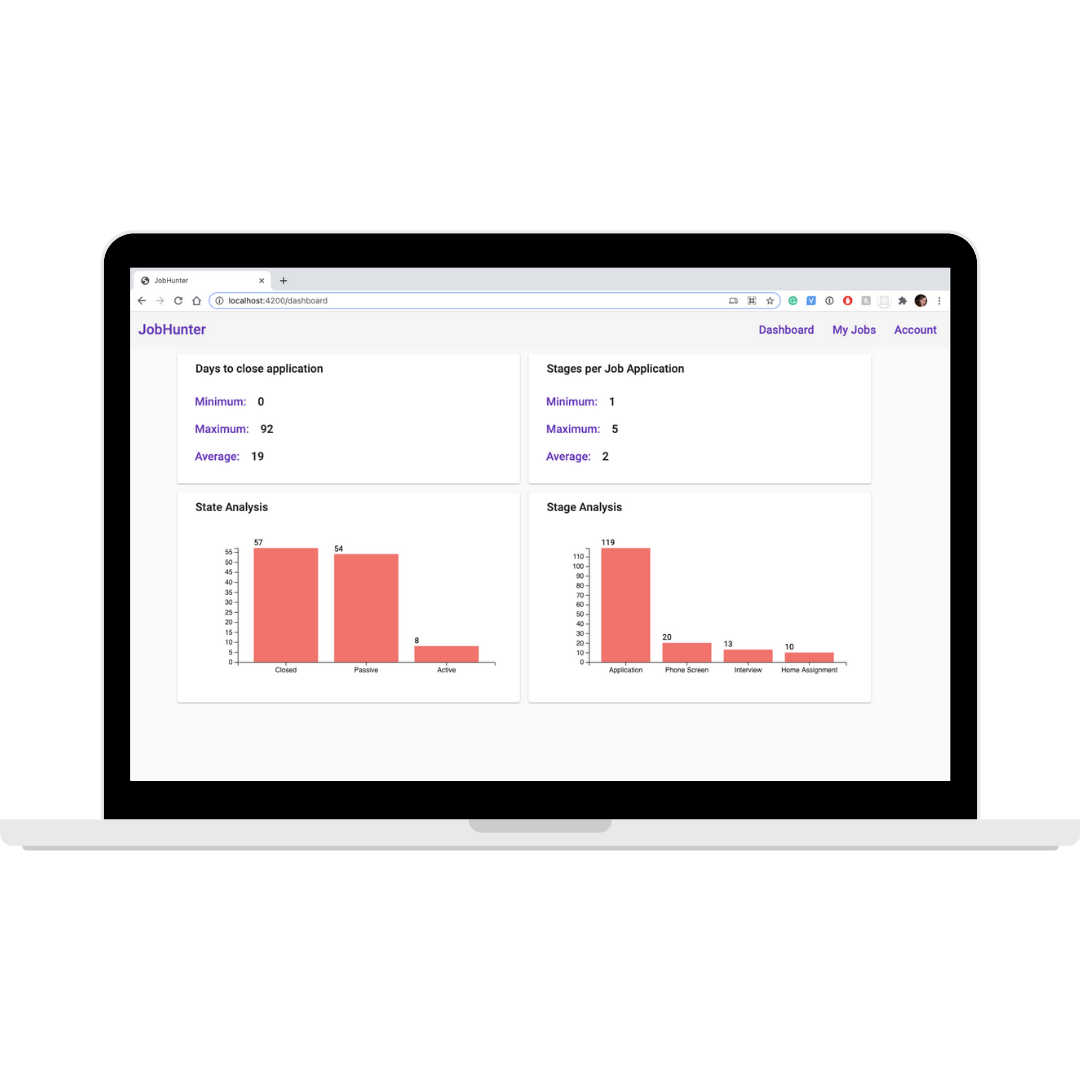 JobHunter
localhost:4200/dashboard
JobHunter
Dashboard My Jobs Account
Days to close application
Minimum: 0
Maximum: 92
Average: 19
Stages per Job Application
Minimum: 1
Maximum: 5
Average: 2
State Analysis
57
54
8
55
50
45
40
35
30
25
20
15
10
5
0
Closed Passive Active
Stage Analysis
119
20
13
10
110
100
90
80
70
60
50
40
30
20
10
0
Application Phone Screen Interview Home Assignment